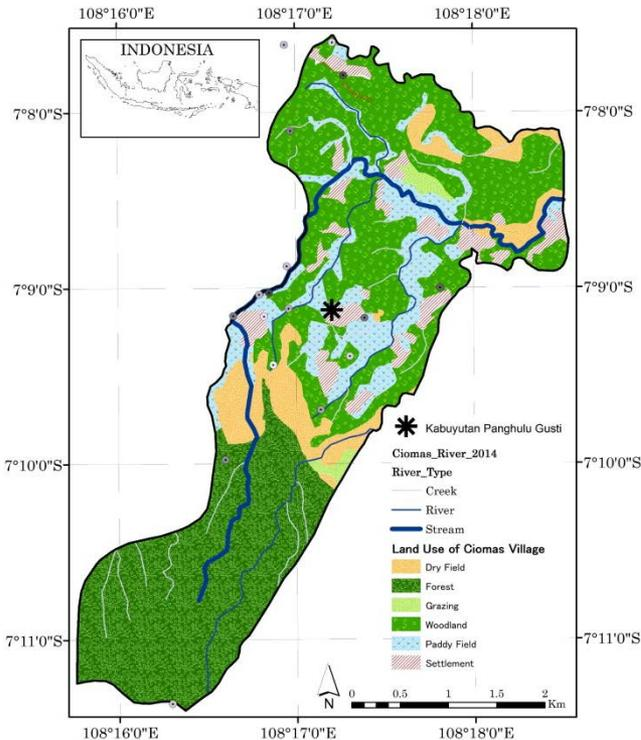 108°16'0"E
108°17'0"E
108°18'0"E
INDONESIA
7°8'0"S
7°8'0"S
7°9'0"S
7°9'0"S
Kabuyutan Panghulu Gusti
Ciomas_River_2014
River_Type
7°10'0"S
7°10'0"S
Creek
River
Stream
Land Use of Ciomas Village
Dry Field
Forest
Grazing
Woodland
Paddy Field
Settlement
7°11'0"S
7°11'0"S
N
0 0.5 1 1.5 2
Km
108°16'0"E
108°17'0"E
108°18'0"E